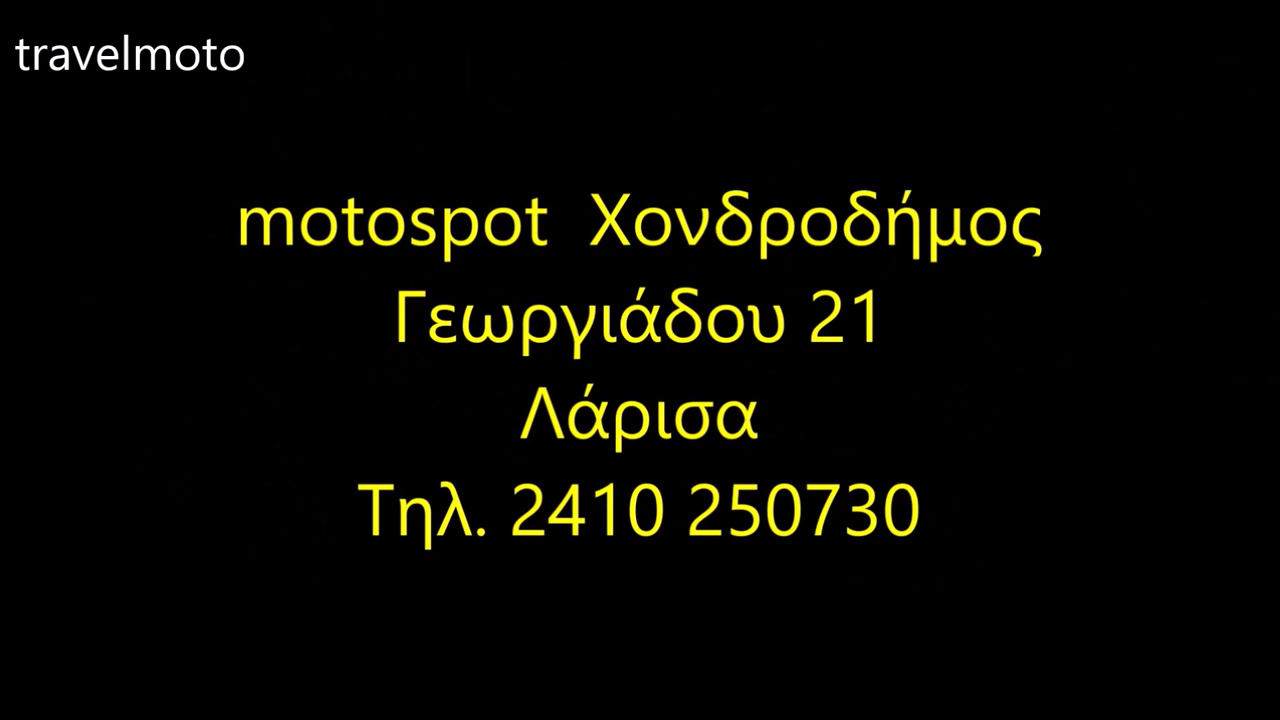 travelmoto
motospot Χονδροδήμος
Γεωργιάδου 21
Λάρισα
Τηλ. 2410 250730